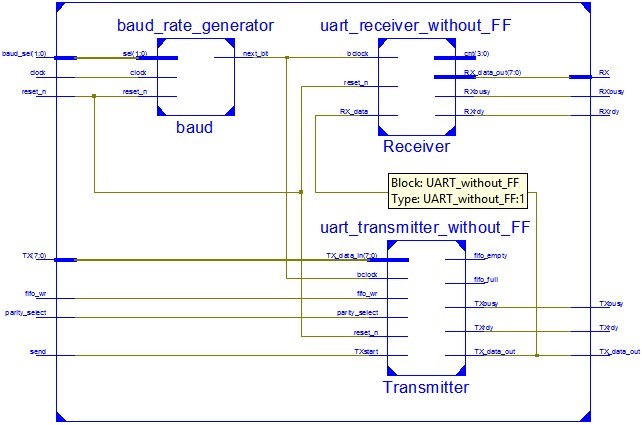 baud_rate_generator
uart_receiver_without_FF
baud_sel(1:0)
sel(1:0)
next_bit
bclock
cnt(3:0)
clock
clock
RX_data_out(7:0)
RX
reset_n
reset_n
reset_n
RXbusy
RXbusy
RX_data
RXrdy
RXrdy
baud
Receiver
Block: UART_without_FF
Type: UART_without_FF:1
uart_transmitter_without_FF
TX(7:0)
TX_data_in(7:0)
fifo_empty
bclock
fifo_full
fifo_wr
fifo_wr
TXbusy
TXbusy
parity_select
parity_select
reset_n
TXrdy
TXrdy
send
TXstart
TX_data_out
TX_data_out
Transmitter